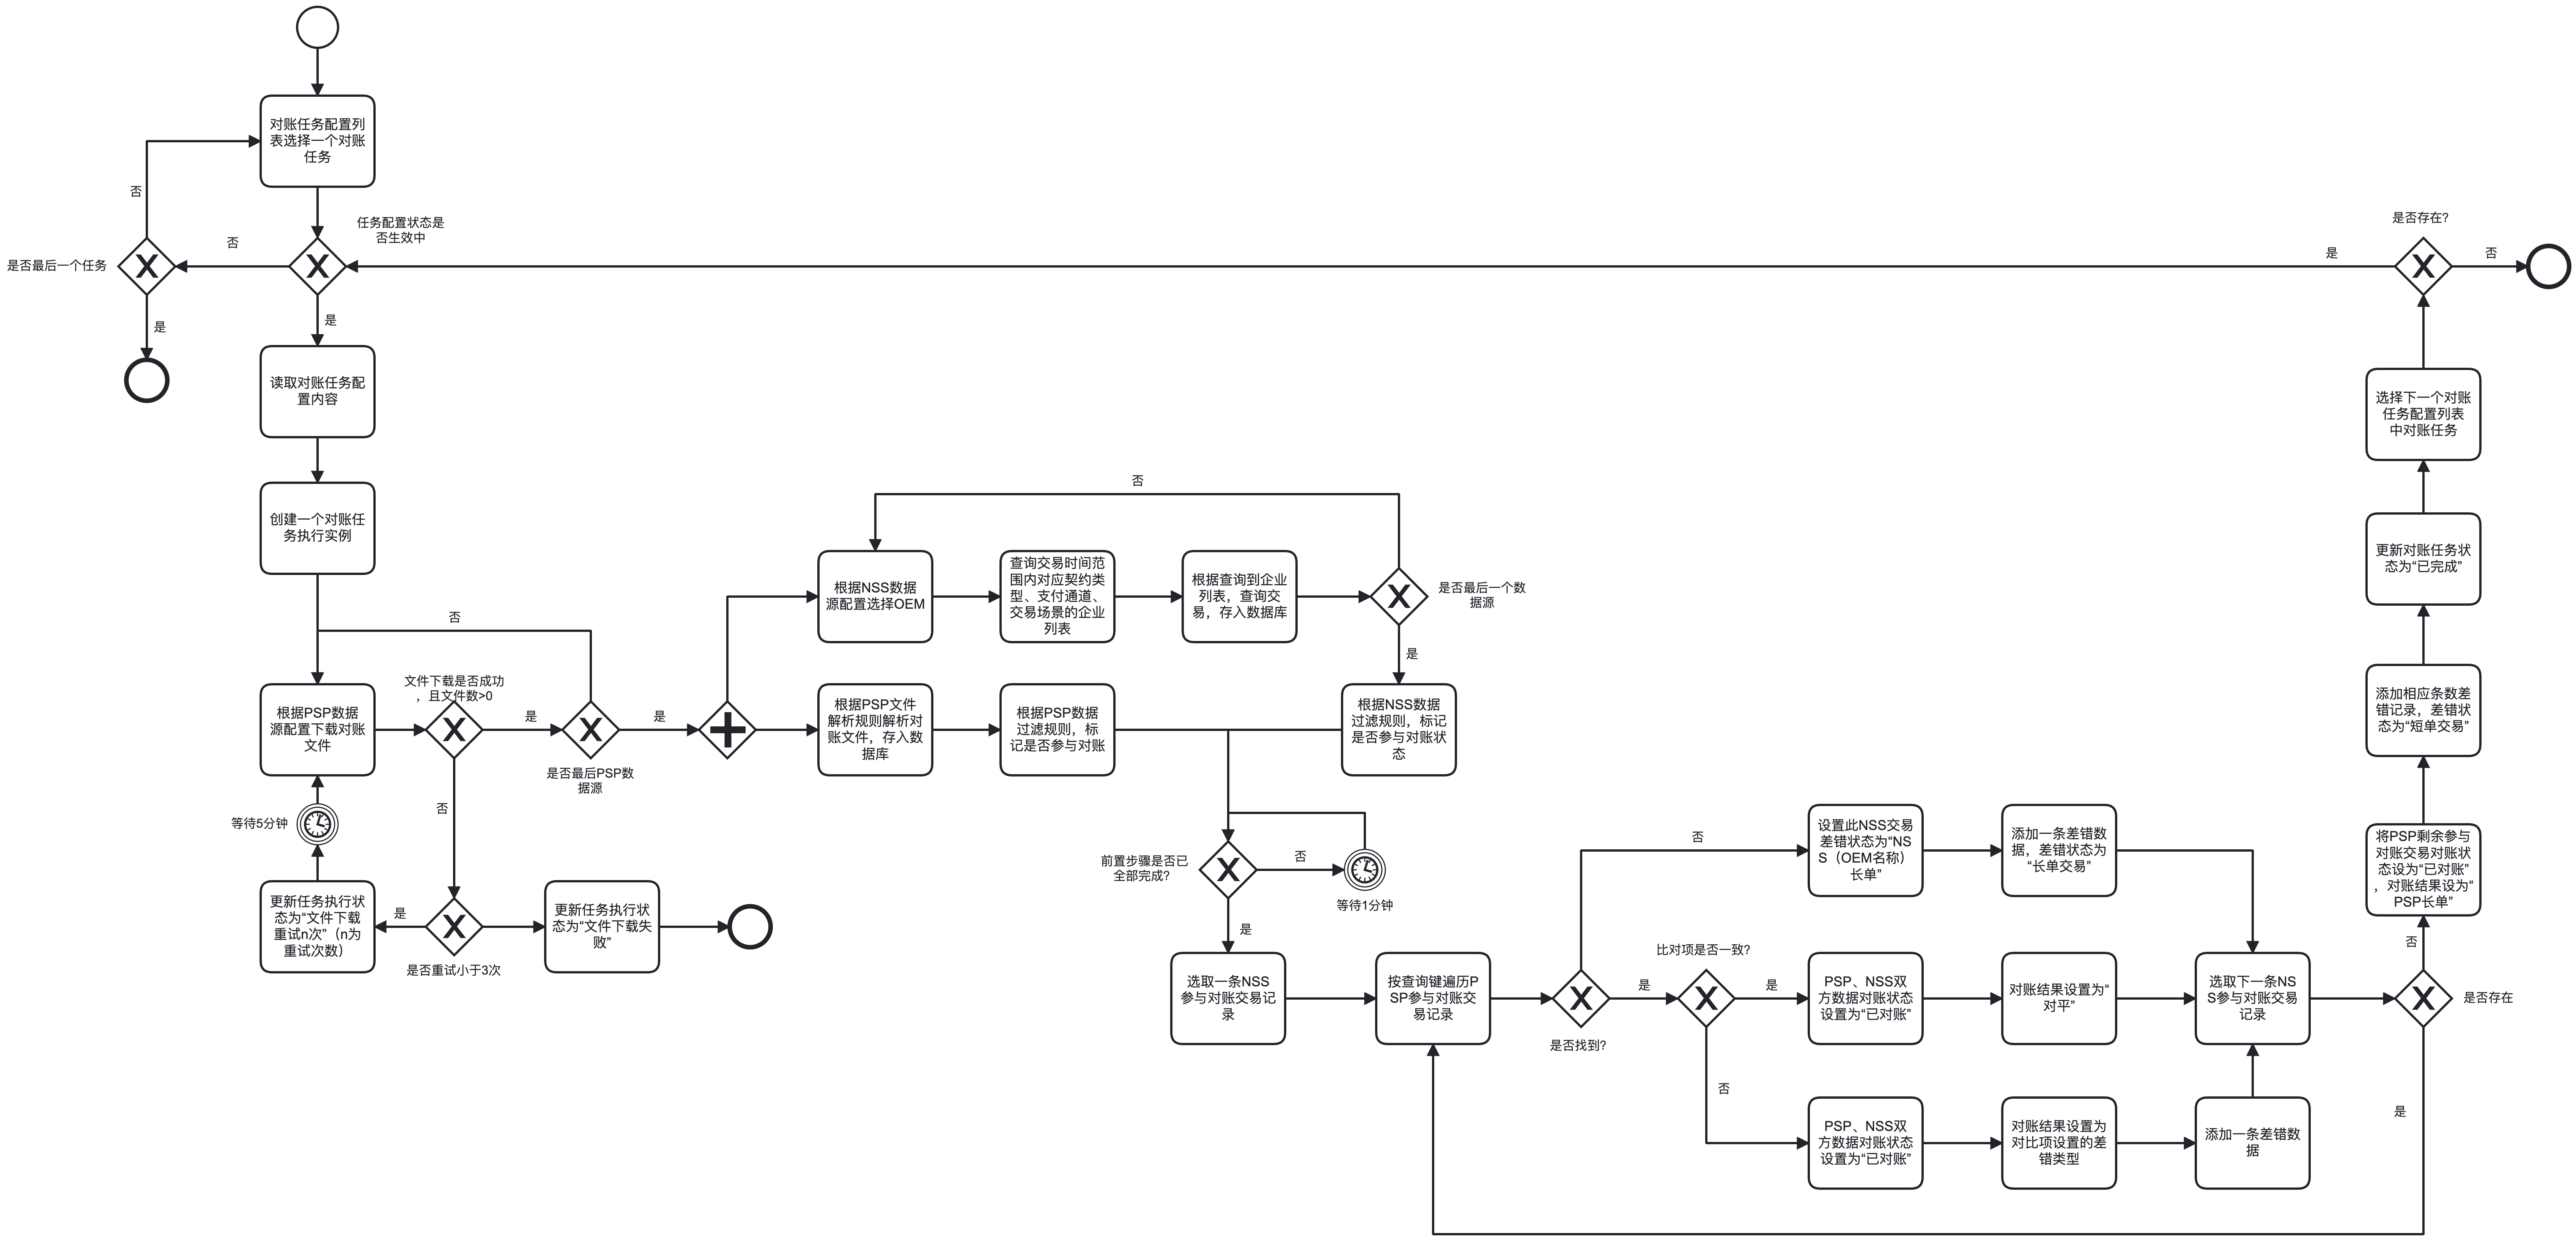 对账任务配置列
表选择一个对账
任务
否
任务配置状态是
否生效中
否
是否最后一个任务
是
是
读取对账任务配
置内容
创建一个对账任
务执行实例
否
根据PSP数据
源配置下载对账
文件
文件下载是否成功
，且文件数>0
是
是否最后PSP数
据源
是
否
等待5分钟
更新任务执行状
态为“文件下载
重试n次”（n为
重试次数）
是
是否重试小于3次
更新任务执行状
态为“文件下载失
败”
否
根据NSS数据
源配置选择OEM
查询交易时间范
围内对应契约类
型、支付通道、
交易场景的企业
列表
根据查询到企业
列表，查询交
易，存入数据库
是否最后一个数
据源
是
根据PSP文件
解析规则解析对
账文件，存入数
据库
根据PSP数据
过滤规则，标
记是否参与对账
根据NSS数据
过滤规则，标记
是否参与对账状
态
前置步骤是否已
全部完成?
否
等待1分钟
是
选取一条NSS
参与对账交易记
录
按查询键遍历P
SP参与对账交
易记录
是否找到?
否
设置此NSS交易
差错状态为“NS
S（OEM名称）
长单”
添加一条差错数
据，差错状态为
“长单交易”
是
比对项是否一致?
是
PSP、NSS双
方数据对账状态
设置为“已对账”
对账结果设置为“
对平”
选取下一条NS
S参与对账交易
记录
否
PSP、NSS双
方数据对账状态
设置为“已对账”
对账结果设置为
对比项设置的差
错类型
添加一条差错数
据
是否存在
是
否
将PSP剩余参与
对账交易对账状
态设为“已对账”
，对账结果设为“
PSP长单”
添加相应条数差
错记录，差错状
态为“短单交易”
更新对账任务状
态为“已完成”
选择下一个对账
任务配置列表
中对账任务
是否存在?
是
否